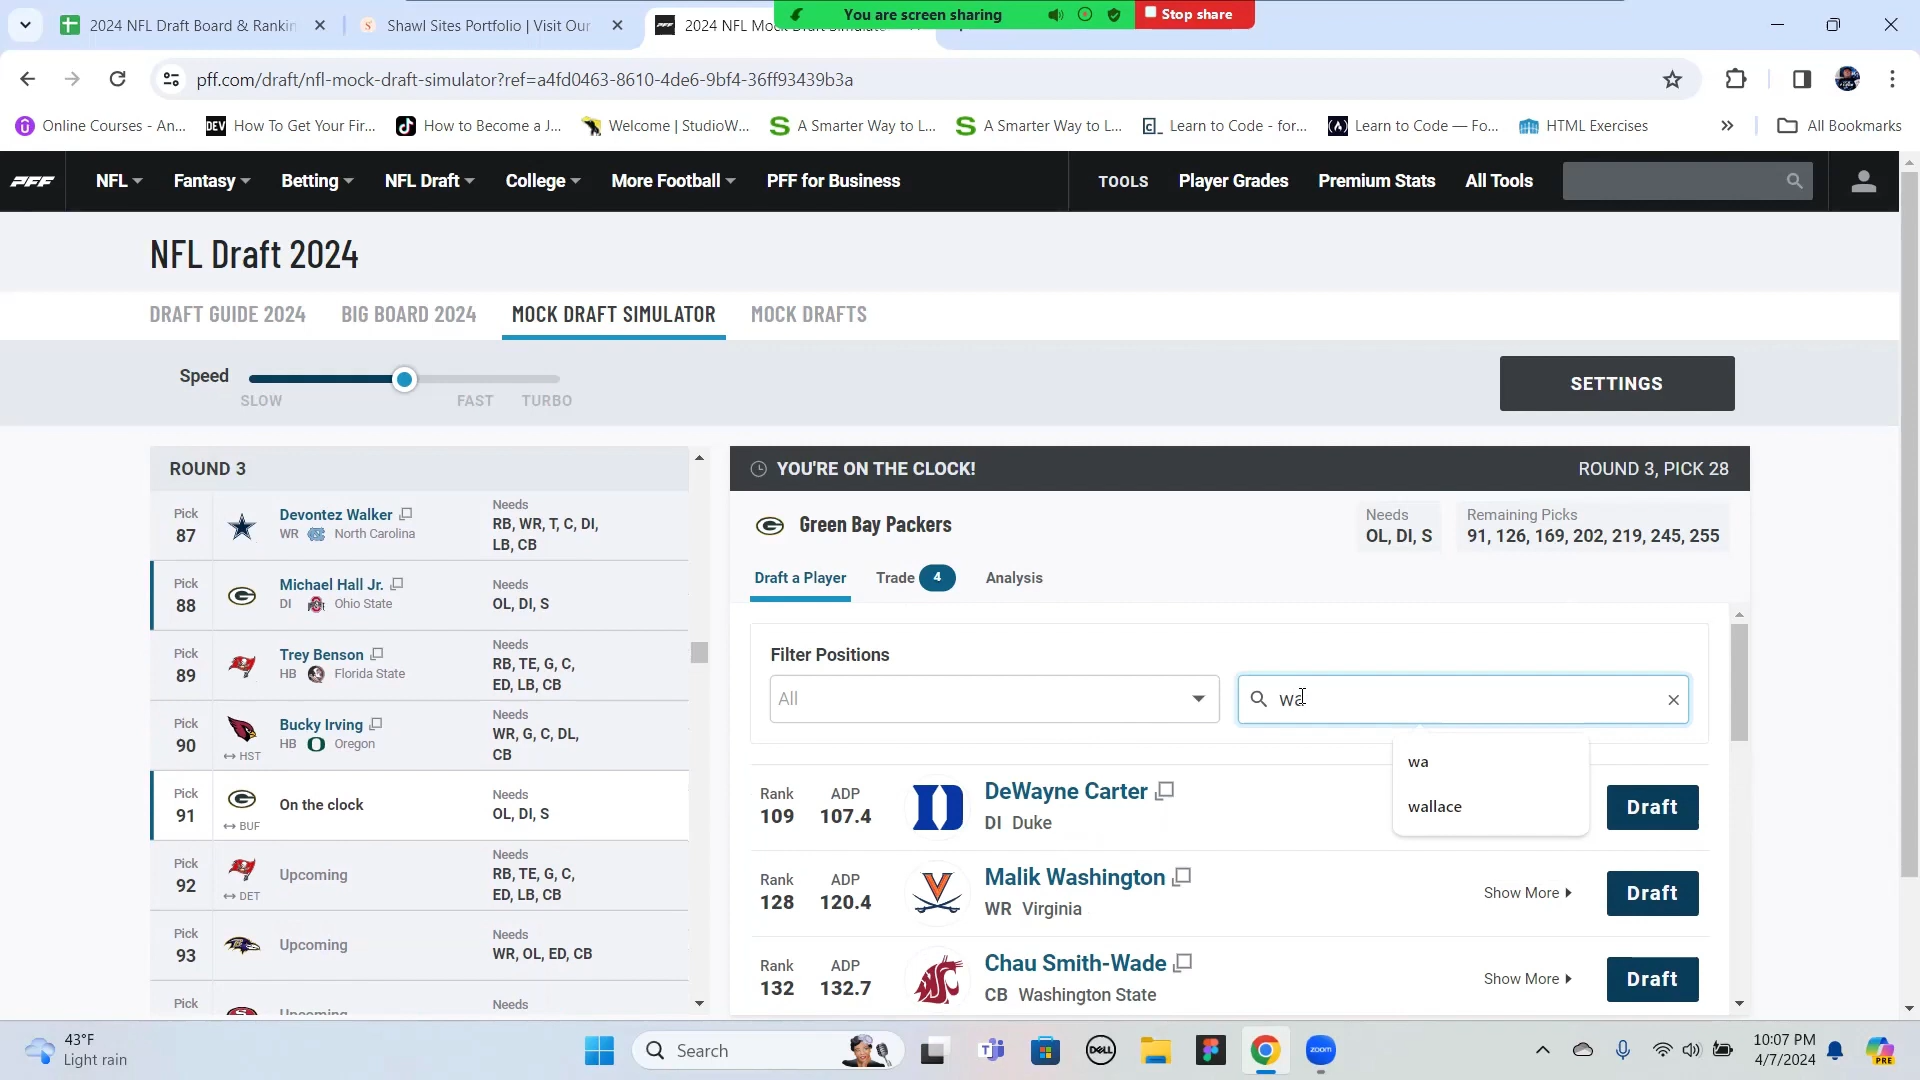 2024 NFL Draft Board & Rankin
Shawl Sites Portfolio | Visit Our
2024 NFL Mock Draft Simulate
You are screen sharing
Stop share
pff.com/draft/nfl-mock-draft-simulator?ref=a4fd0463-8610-4de6-9bf4-36ff93439b3a
Online Courses - An...
DEV
How To Get Your Fir...
How to Become a J...
Welcome | StudioW...
A Smarter Way to L...
A Smarter Way to L...
Learn to Code - for...
Learn to Code — Fo...
HTML Exercises
All Bookmarks
PFF
NFL
Fantasy
Betting
NFL Draft
College
More Football
PFF for Business
TOOLS
Player Grades
Premium Stats
All Tools
NFL Draft 2024
DRAFT GUIDE 2024
BIG BOARD 2024
MOCK DRAFT SIMULATOR
MOCK DRAFTS
Speed
SLOW
FAST
TURBO
SETTINGS
ROUND 3
Pick
87
Devontez Walker
WR North Carolina
Needs
RB, WR, T, C, DI,
LB, CB
Pick
88
Michael Hall Jr.
DI Ohio State
Needs
OL, DI, S
Pick
89
Trey Benson
HB Florida State
Needs
RB, TE, G, C,
ED, LB, CB
Pick
90
HST
Bucky Irving
HB Oregon
Needs
WR, G, C, DL,
CB
Pick
91
BUF
On the clock
Needs
OL, DI, S
Pick
92
DET
Upcoming
Needs
RB, TE, G, C,
ED, LB, CB
Pick
93
Upcoming
Needs
WR, OL, ED, CB
Pick
Upcoming
Needs
YOU'RE ON THE CLOCK!
ROUND 3, PICK 28
Green Bay Packers
Needs
OL, DI, S
Remaining Picks
91, 126, 169, 202, 219, 245, 255
Draft a Player
Trade 4
Analysis
Filter Positions
All
wa
wa
wallace
Rank
109
ADP
107.4
DeWayne Carter
DI Duke
Draft
Rank
128
ADP
120.4
Malik Washington
WR Virginia
Show More
Draft
Rank
132
ADP
132.7
Chau Smith-Wade
CB Washington State
Show More
Draft
43°F
Light rain
Search
DELL
zoom
10:07 PM
4/7/2024
PRE